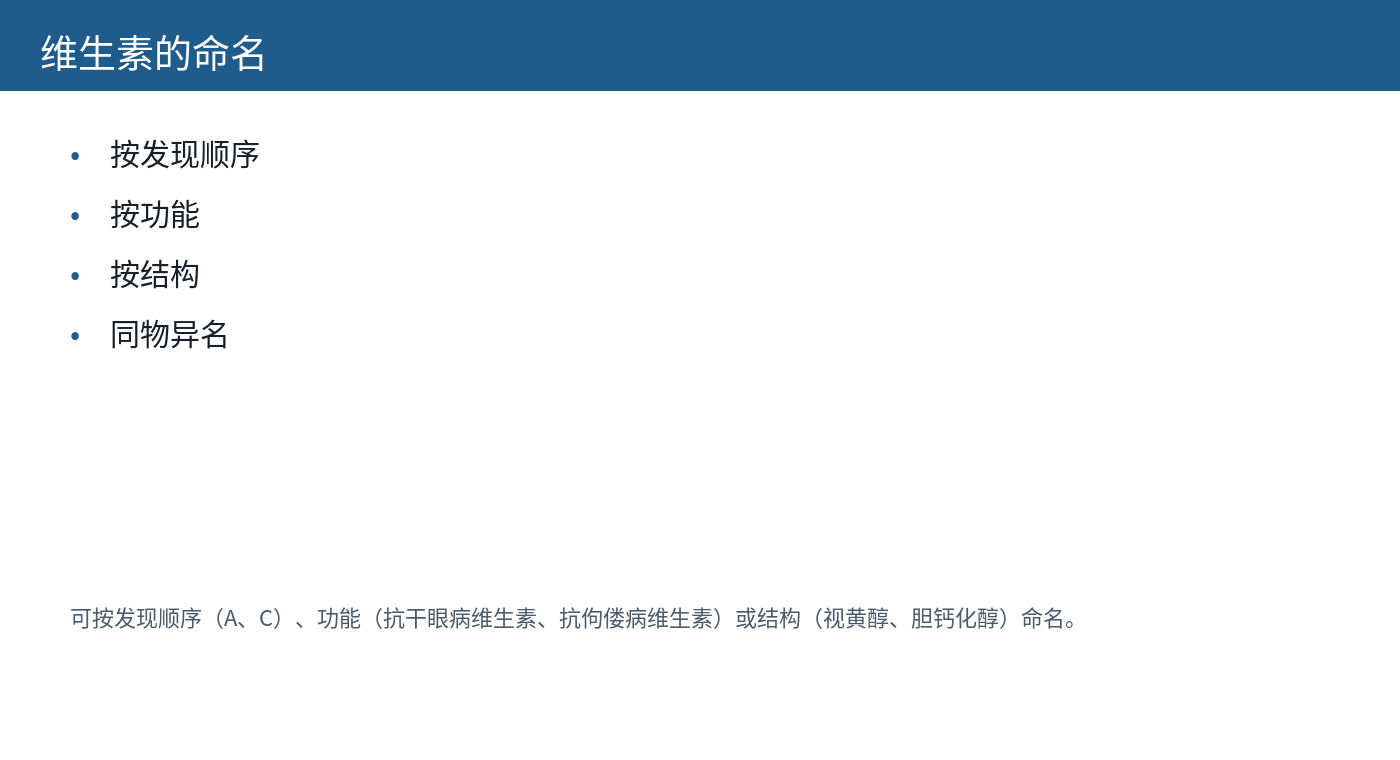 维生素的命名
• 按发现顺序
• 按功能
• 按结构
• 同物异名
可按发现顺序（A、C）、功能（抗干眼病维生素、抗佝偻病维生素）或结构（视黄醇、胆钙化醇）命名。